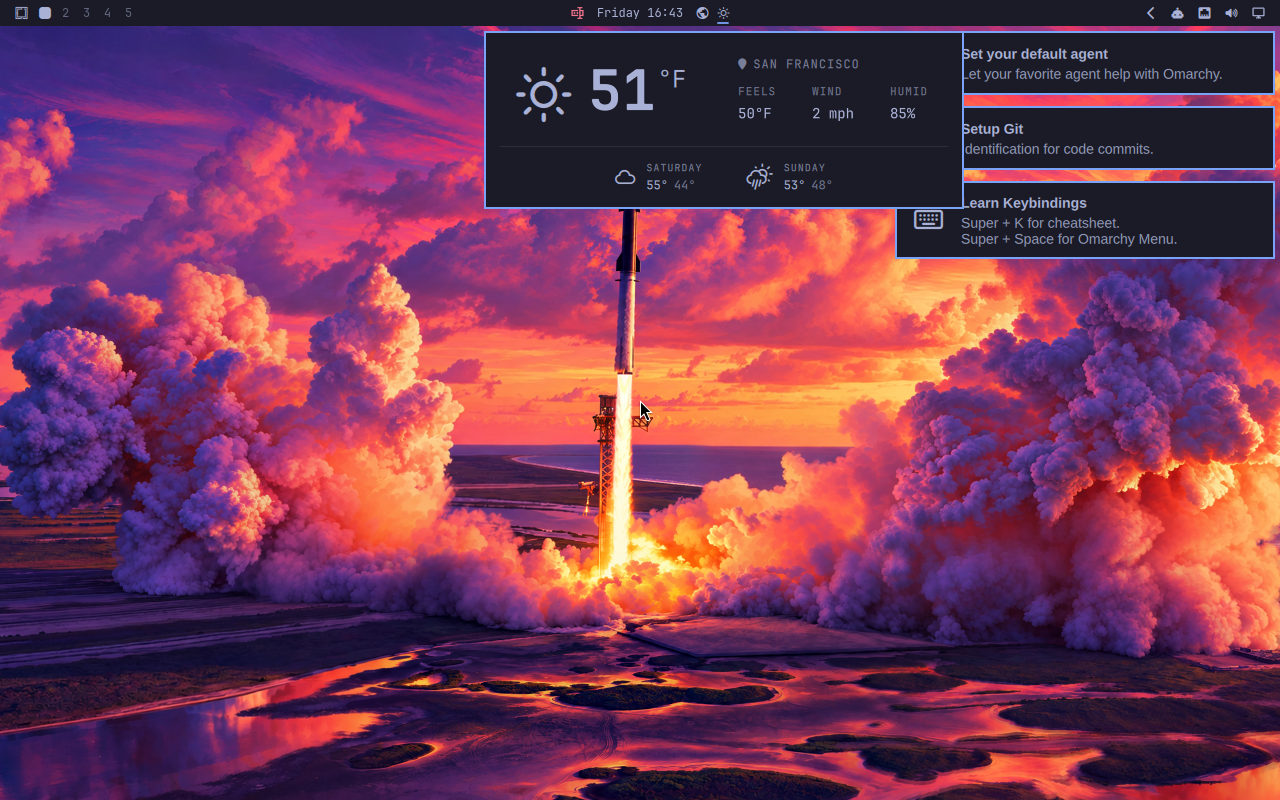 2 3 4 5
Friday 16:43
51 °F
SAN FRANCISCO
FEELS WIND HUMID
50°F 2 mph 85%
SATURDAY
55° 44°
SUNDAY
53° 48°
Set your default agent
Let your favorite agent help with Omarchy.
Setup Git
Identification for code commits.
Learn Keybindings
Super + K for cheatsheet.
Super + Space for Omarchy Menu.